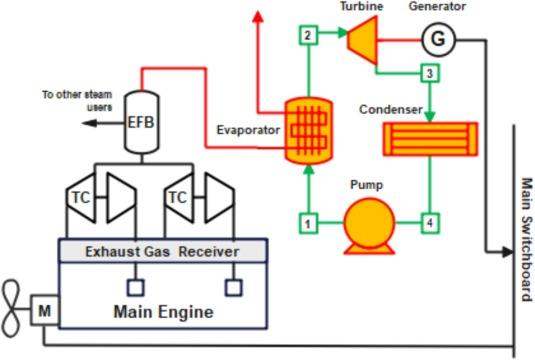 Turbine
Generator
2
G
3
To other steam
users
EFB
Evaporator
Condenser
Pump
TC
TC
1
4
Exhaust Gas Receiver
Main Engine
M
Main Switchboard